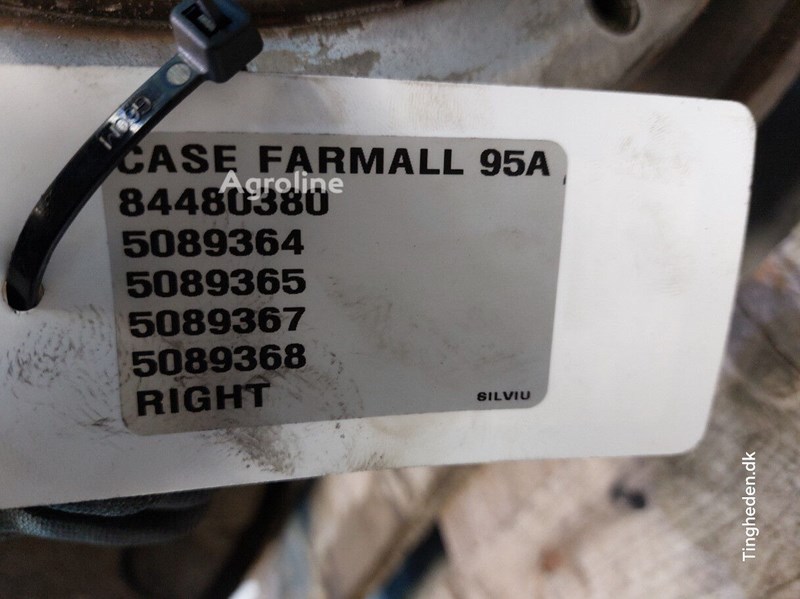 CASE FARMALL 95A
Agroline
84480380
5089364
5089365
5089367
5089368
RIGHT
SILVIU
Tingheden.dk